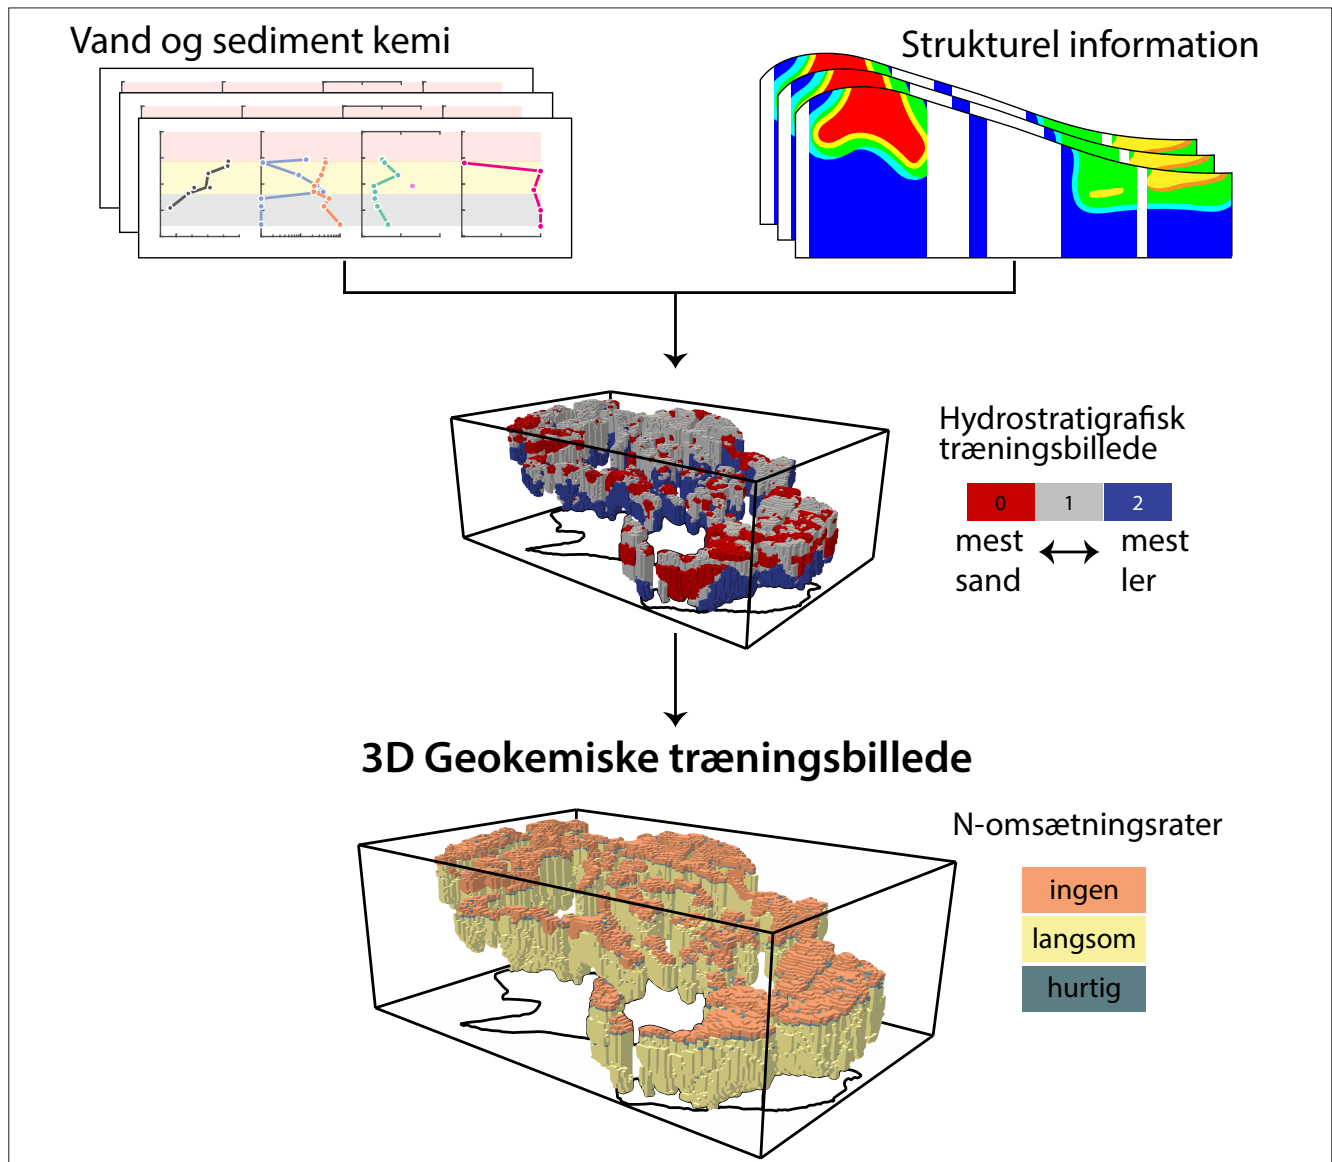 Vand og sediment kemi
Strukturel information
Hydrostratigrafisk
træningsbillede
0 1 2
mest mest
sand ler
3D Geokemiske træningsbillede
N-omsætningsrater
ingen
langsom
hurtig